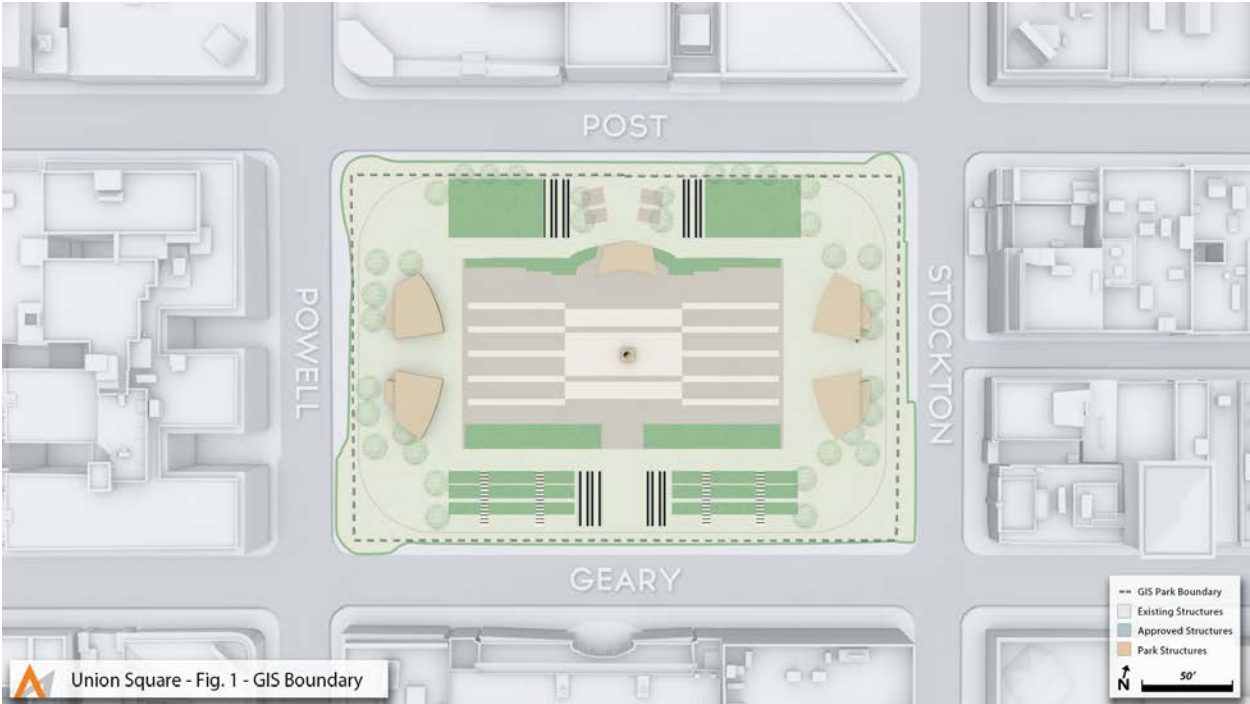 POST
POWELL
STOCKTON
GEARY
GIS Park Boundary
Existing Structures
Approved Structures
Park Structures
N
50'
Union Square - Fig. 1 - GIS Boundary